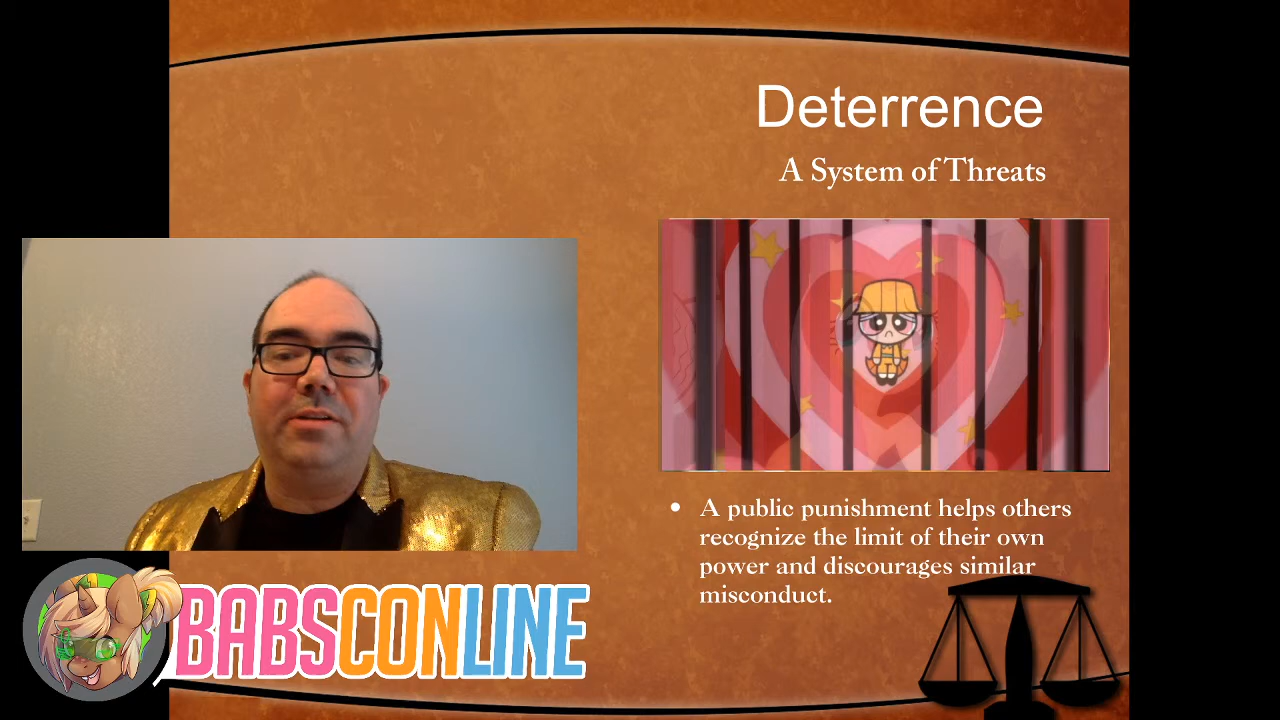 Deterrence
A System of Threats
• A public punishment helps others
recognize the limit of their own
power and discourages similar
misconduct.
BABSCONLINE